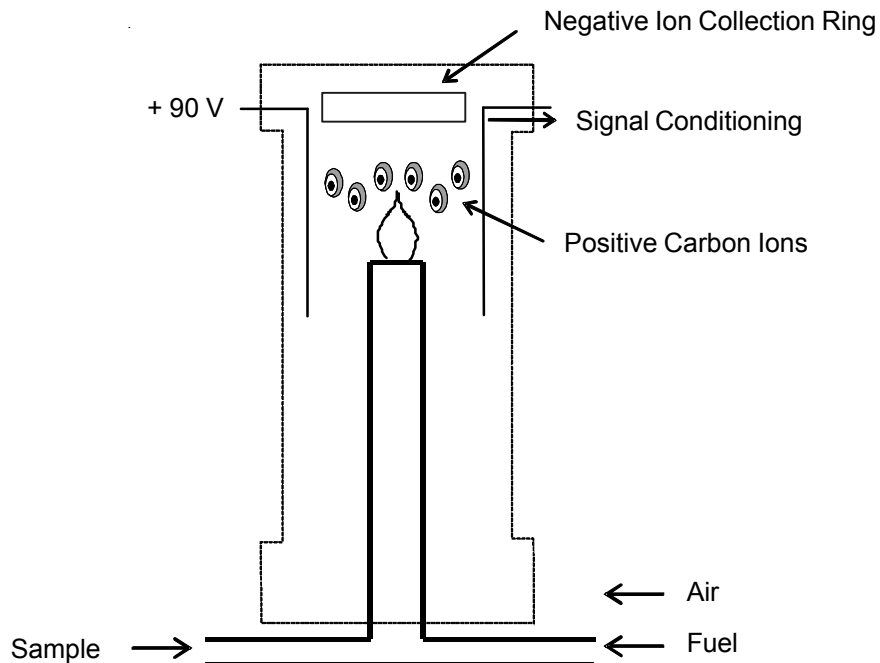 Negative Ion Collection Ring
+ 90 V
Signal Conditioning
Positive Carbon Ions
Air
Sample
Fuel